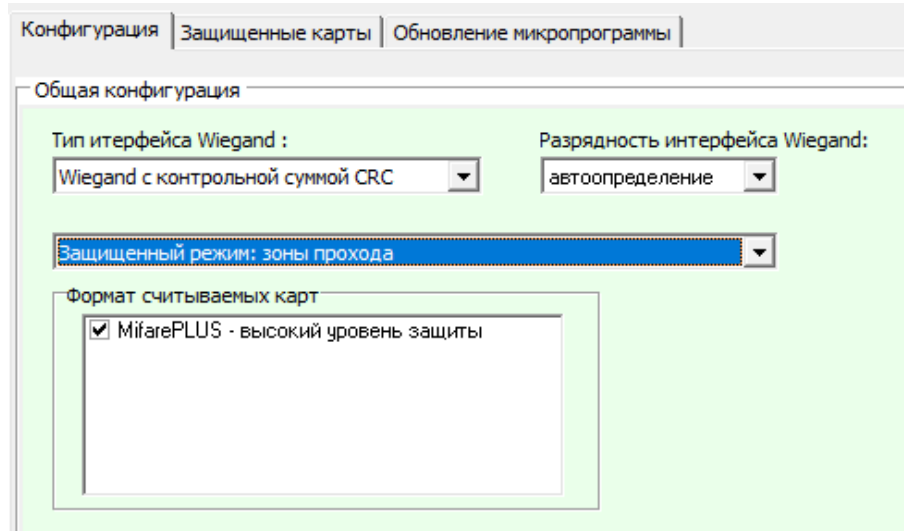 Конфигурация Защищенные карты Обновление микропрограммы
Общая конфигурация
Тип итерфейса Wiegand : Разрядность интерфейса Wiegand:
Wiegand с контрольной суммой CRC автоопределение
Защищенный режим: зоны прохода
Формат считываемых карт
MifarePLUS - высокий уровень защиты